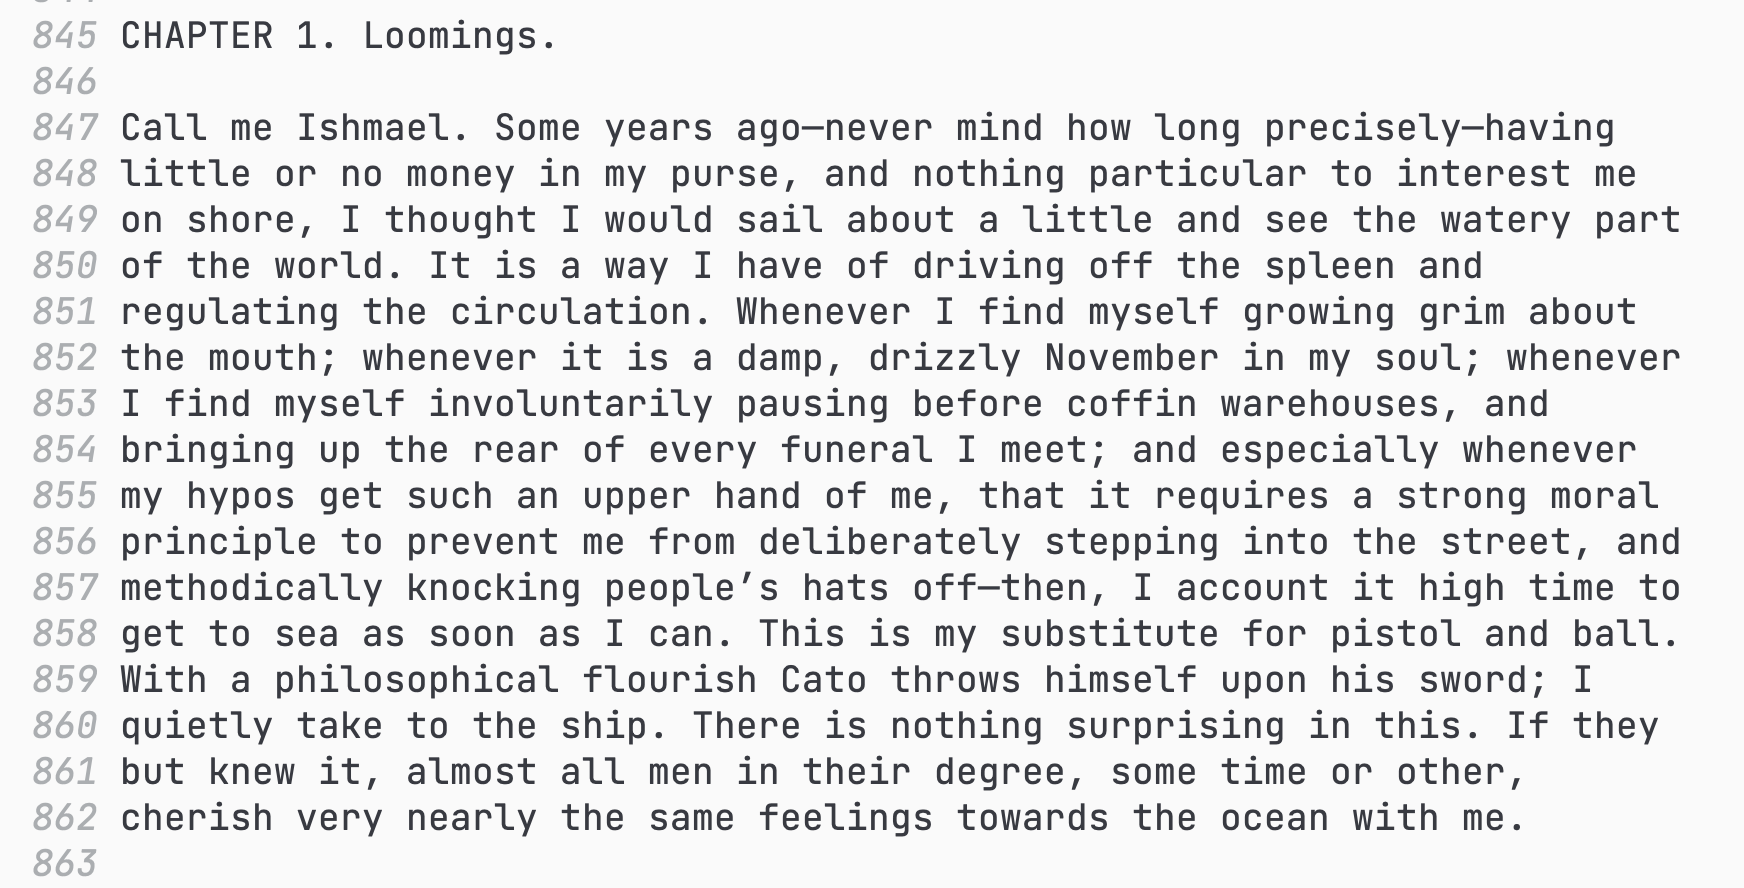 845 CHAPTER 1. Loomings.
846
847 Call me Ishmael. Some years ago—never mind how long precisely—having
848 little or no money in my purse, and nothing particular to interest me
849 on shore, I thought I would sail about a little and see the watery part
850 of the world. It is a way I have of driving off the spleen and
851 regulating the circulation. Whenever I find myself growing grim about
852 the mouth; whenever it is a damp, drizzly November in my soul; whenever
853 I find myself involuntarily pausing before coffin warehouses, and
854 bringing up the rear of every funeral I meet; and especially whenever
855 my hypos get such an upper hand of me, that it requires a strong moral
856 principle to prevent me from deliberately stepping into the street, and
857 methodically knocking people’s hats off—then, I account it high time to
858 get to sea as soon as I can. This is my substitute for pistol and ball.
859 With a philosophical flourish Cato throws himself upon his sword; I
860 quietly take to the ship. There is nothing surprising in this. If they
861 but knew it, almost all men in their degree, some time or other,
862 cherish very nearly the same feelings towards the ocean with me.
863